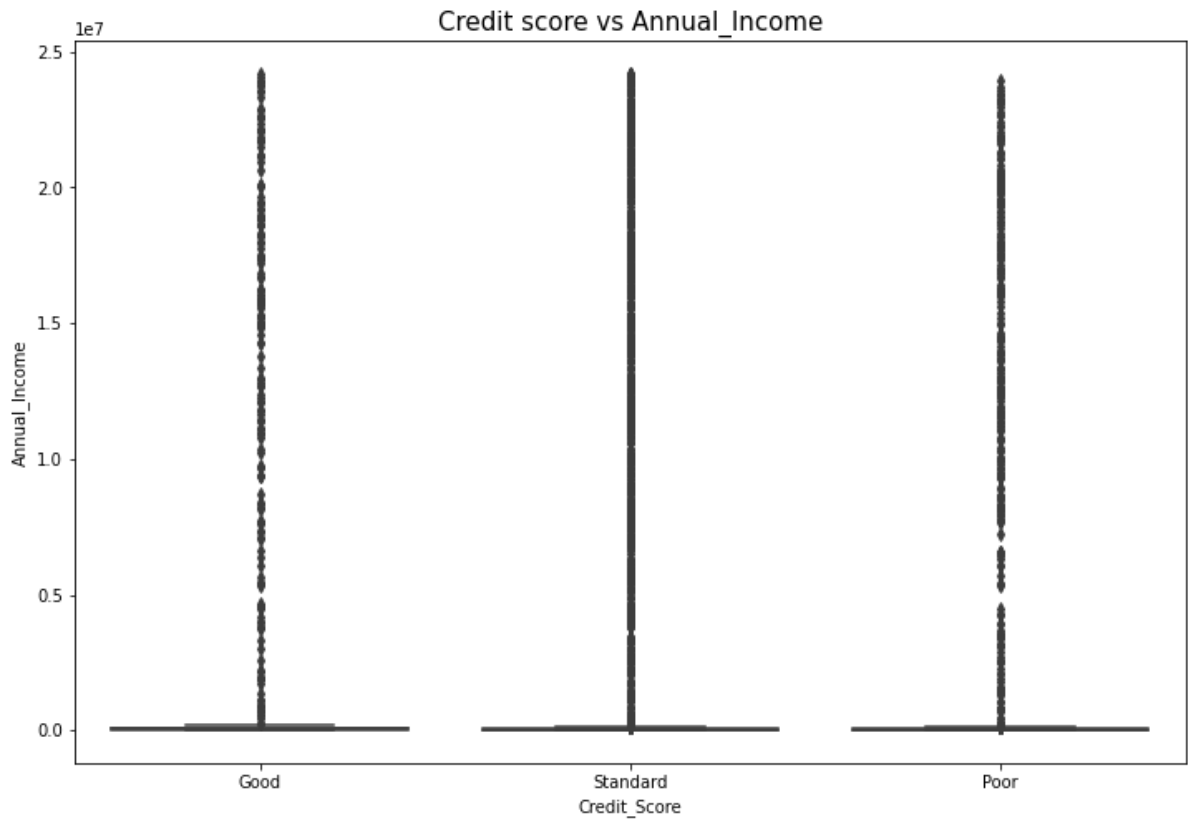 Credit score vs Annual_Income
1e7
2.5
2.0
1.5
1.0
0.5
0.0
Annual_Income
Good Standard Poor
Credit_Score